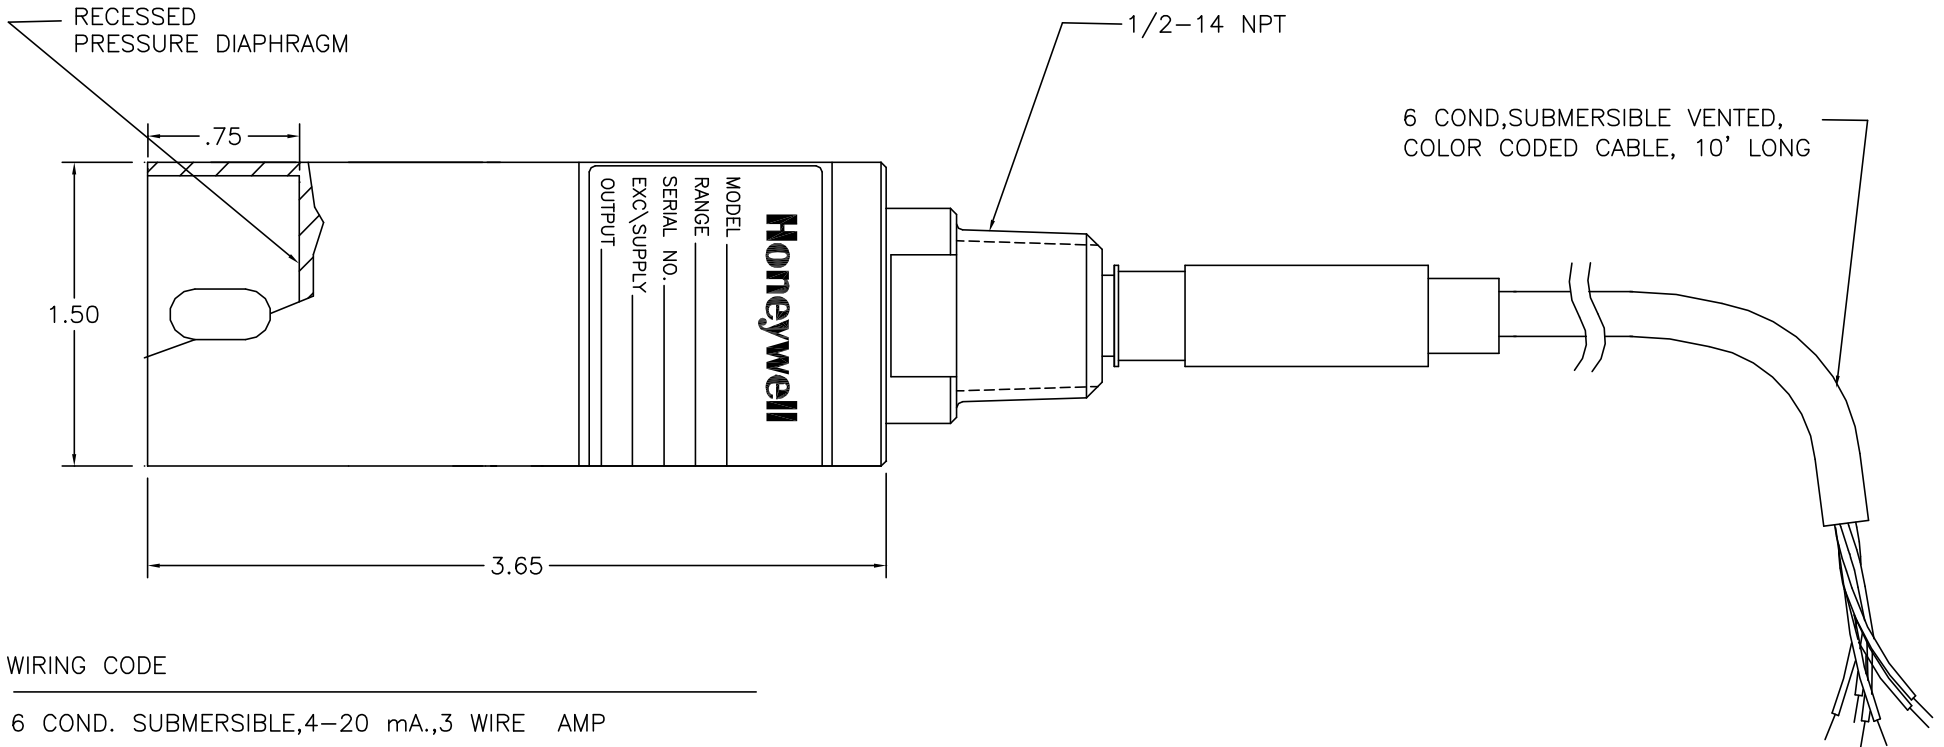 RECESSED
PRESSURE DIAPHRAGM
1/2-14 NPT
6 COND,SUBMERSIBLE VENTED,
COLOR CODED CABLE, 10' LONG
.75
1.50
MODEL
RANGE
SERIAL NO.
EXC\SUPPLY
OUTPUT
Honeywell
3.65
WIRING CODE
6 COND. SUBMERSIBLE,4-20 mA.,3 WIRE AMP